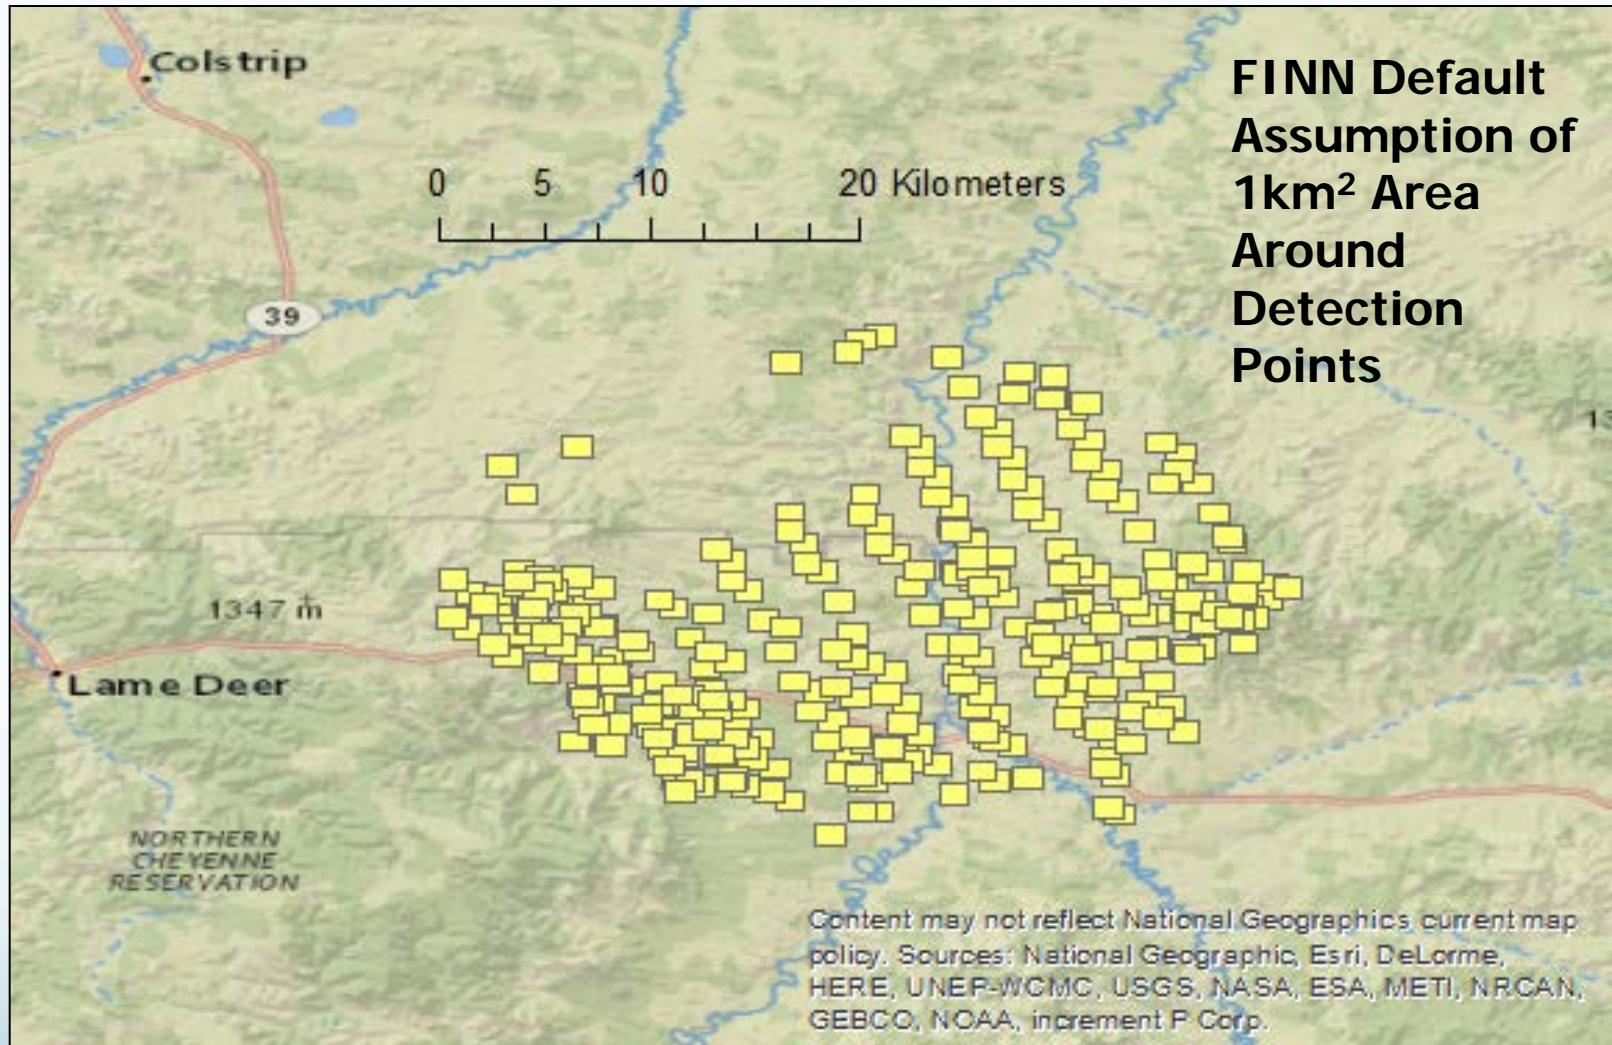 Colstrip
FINN Default
Assumption of
1km² Area
Around
Detection
Points
0 5 10 20 Kilometers
39
13
1347 m
Lame Deer
NORTHERN
CHEYENNE
RESERVATION
Content may not reflect National Geographics current map
policy. Sources: National Geographic, Esri, DeLorme,
HERE, UNEP-WCMC, USGS, NASA, ESA, METI, NRCAN,
GEBCO, NOAA, increment P Corp.